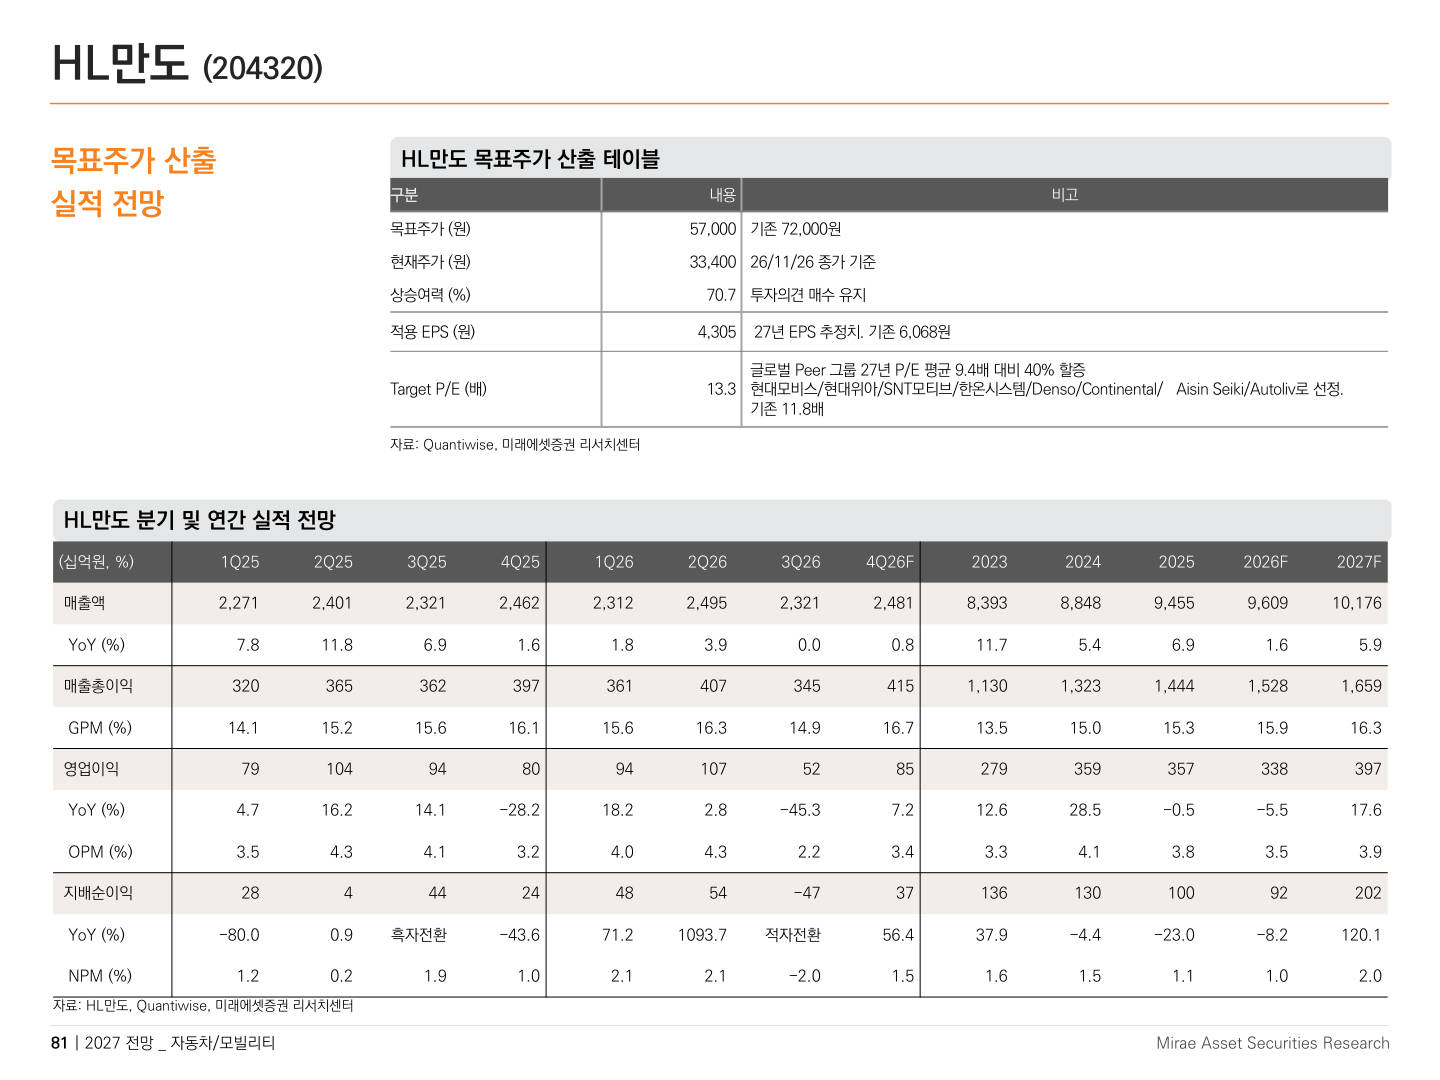 HL만도 (204320)
목표주가 산출
실적 전망
HL만도 목표주가 산출 테이블
구분 내용 비고
목표주가 (원) 57,000 기존 72,000원
현재주가 (원) 33,400 26/11/26 종가 기준
상승여력 (%) 70.7 투자의견 매수 유지
적용 EPS (원) 4,305 27년 EPS 추정치. 기존 6,068원
Target P/E (배) 13.3 글로벌 Peer 그룹 27년 P/E 평균 9.4배 대비 40% 할증
현대모비스/현대위아/SNT모티브/한온시스템/Denso/Continental/ Aisin Seiki/Autoliv로 선정.
기존 11.8배
자료: Quantiwise, 미래에셋증권 리서치센터
HL만도 분기 및 연간 실적 전망
(십억원, %) 1Q25 2Q25 3Q25 4Q25 1Q26 2Q26 3Q26 4Q26F 2023 2024 2025 2026F 2027F
매출액 2,271 2,401 2,321 2,462 2,312 2,495 2,321 2,481 8,393 8,848 9,455 9,609 10,176
YoY (%) 7.8 11.8 6.9 1.6 1.8 3.9 0.0 0.8 11.7 5.4 6.9 1.6 5.9
매출총이익 320 365 362 397 361 407 345 415 1,130 1,323 1,444 1,528 1,659
GPM (%) 14.1 15.2 15.6 16.1 15.6 16.3 14.9 16.7 13.5 15.0 15.3 15.9 16.3
영업이익 79 104 94 80 94 107 52 85 279 359 357 338 397
YoY (%) 4.7 16.2 14.1 -28.2 18.2 2.8 -45.3 7.2 12.6 28.5 -0.5 -5.5 17.6
OPM (%) 3.5 4.3 4.1 3.2 4.0 4.3 2.2 3.4 3.3 4.1 3.8 3.5 3.9
지배순이익 28 4 44 24 48 54 -47 37 136 130 100 92 202
YoY (%) -80.0 0.9 흑자전환 -43.6 71.2 1093.7 적자전환 56.4 37.9 -4.4 -23.0 -8.2 120.1
NPM (%) 1.2 0.2 1.9 1.0 2.1 2.1 -2.0 1.5 1.6 1.5 1.1 1.0 2.0
자료: HL만도, Quantiwise, 미래에셋증권 리서치센터
81 | 2027 전망 _ 자동차/모빌리티
Mirae Asset Securities Research